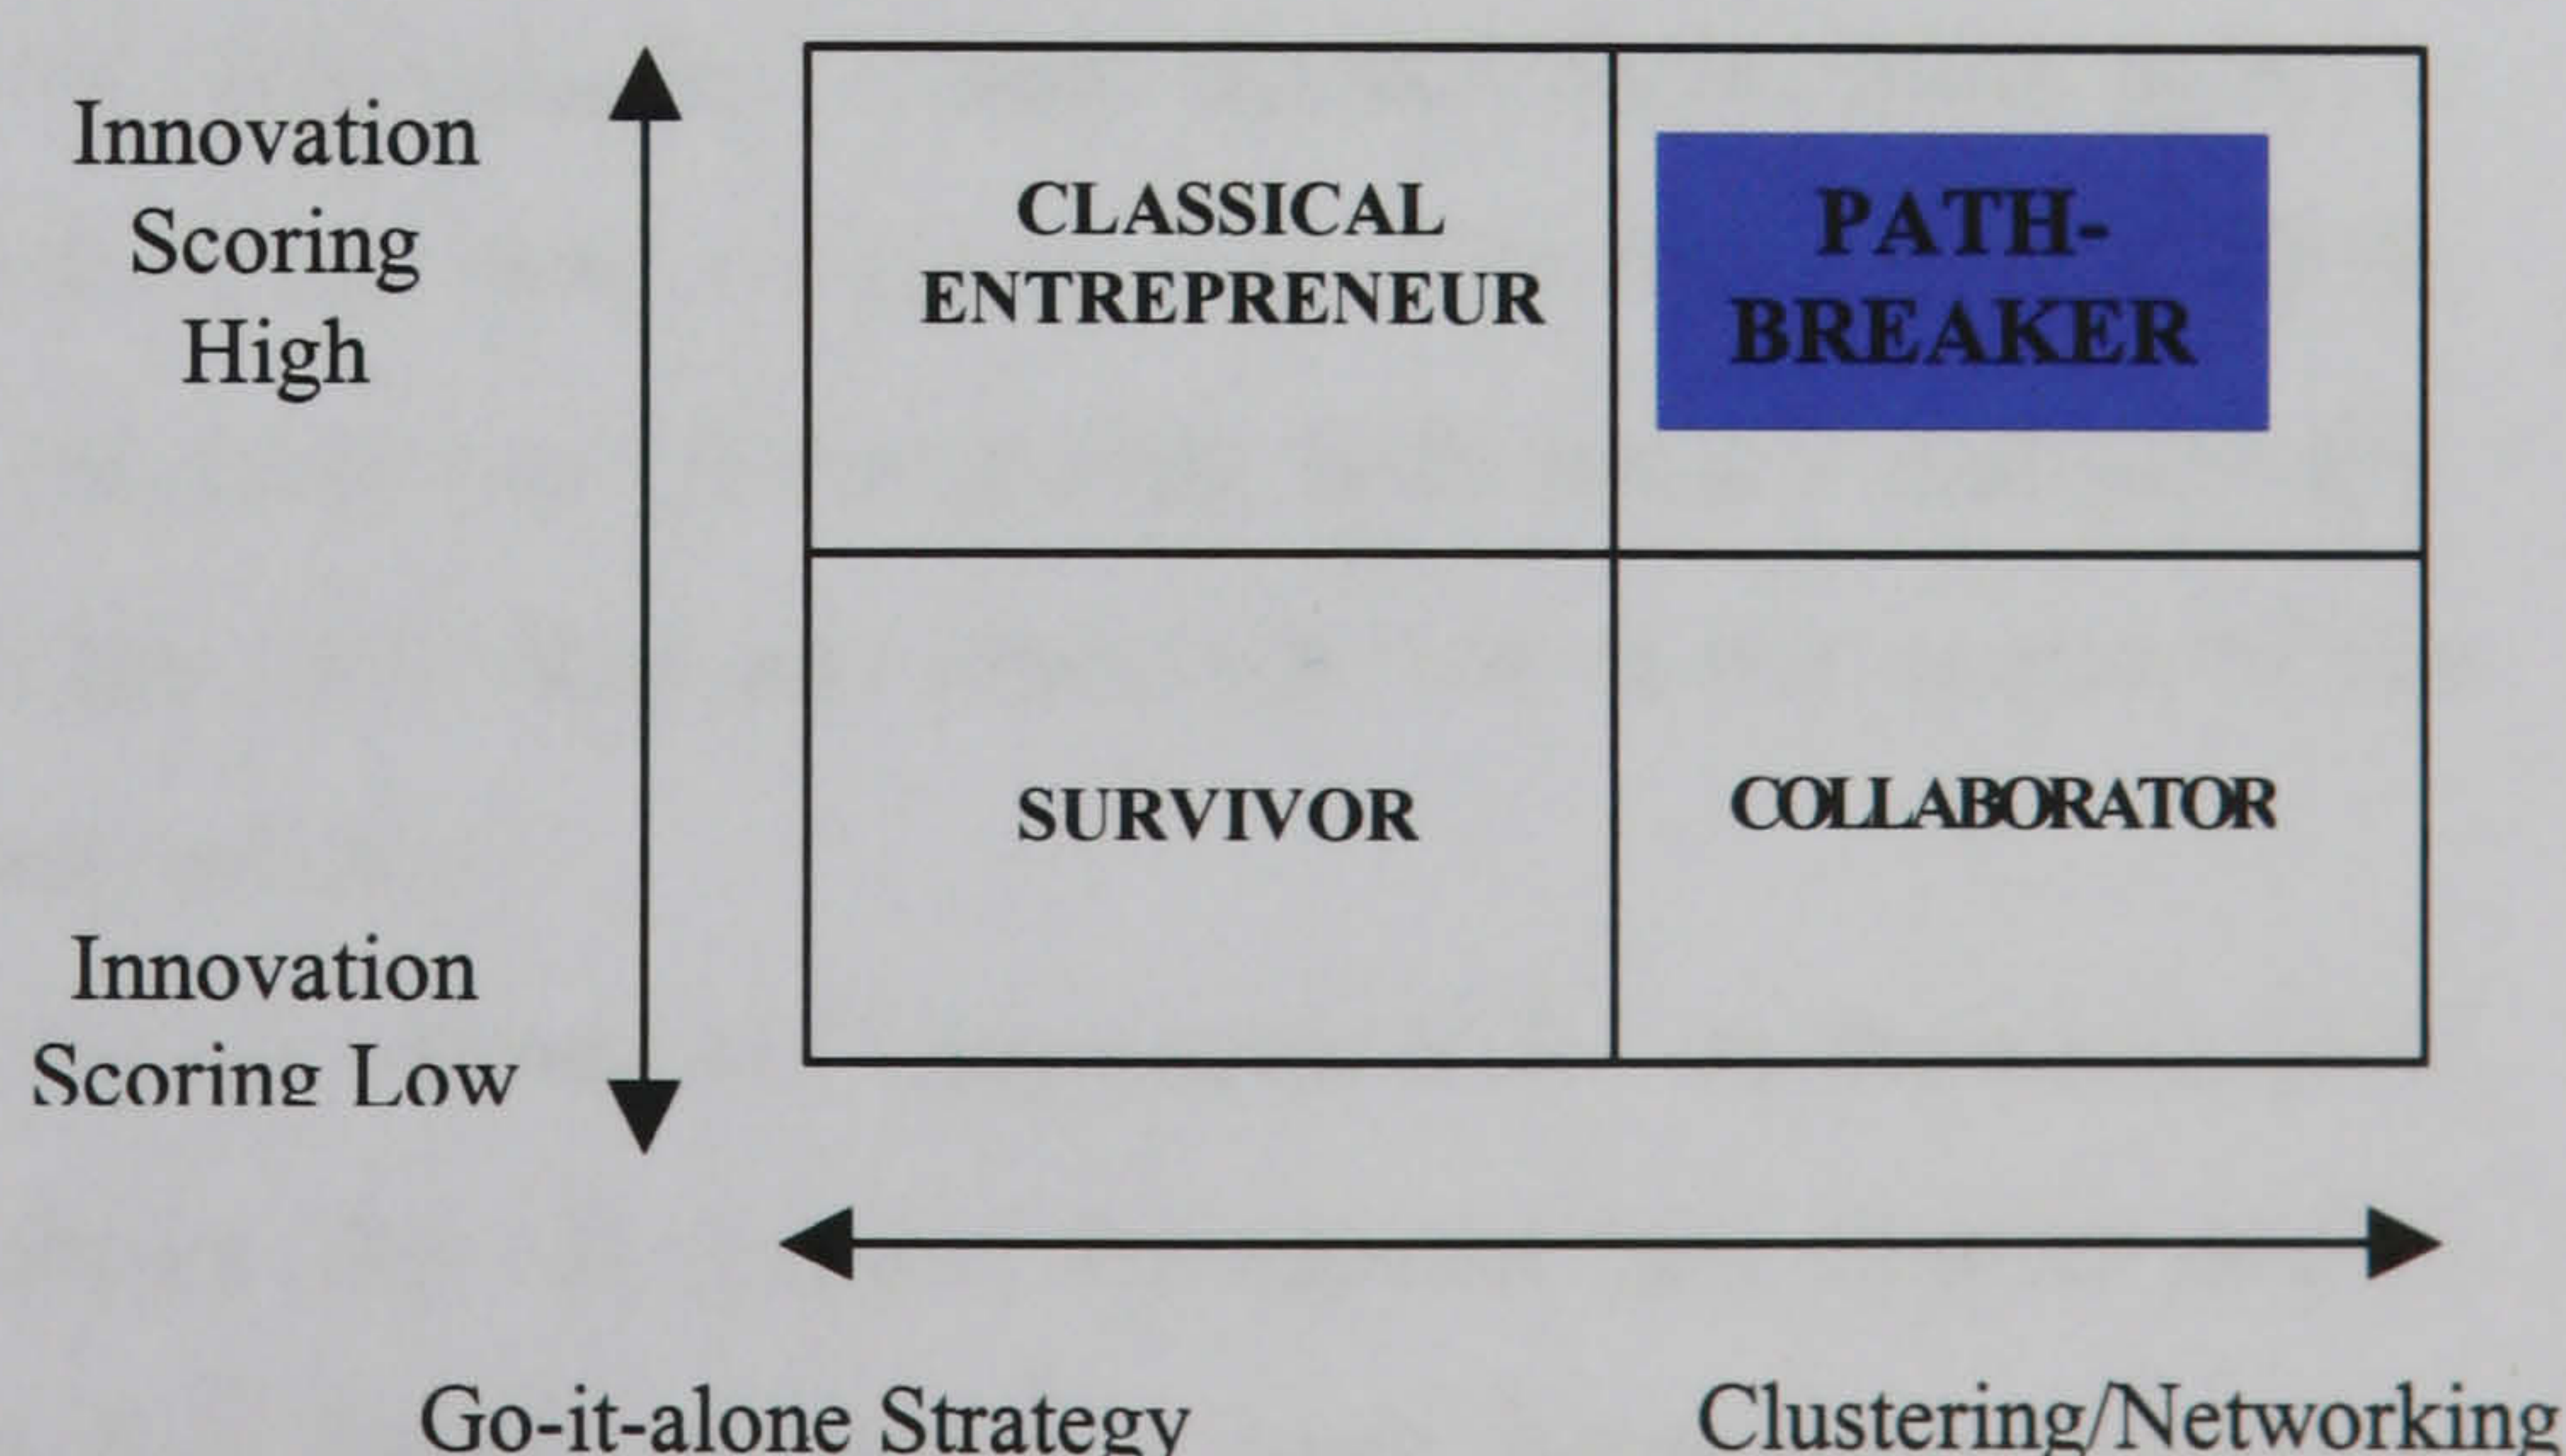 Innovation
Scoring
High
CLASSICAL
ENTREPRENEUR
PATH-
BREAKER
SURVIVOR
COLLABORATOR
Innovation
Scoring Low
Go-it-alone Strategy
Clustering/Networking